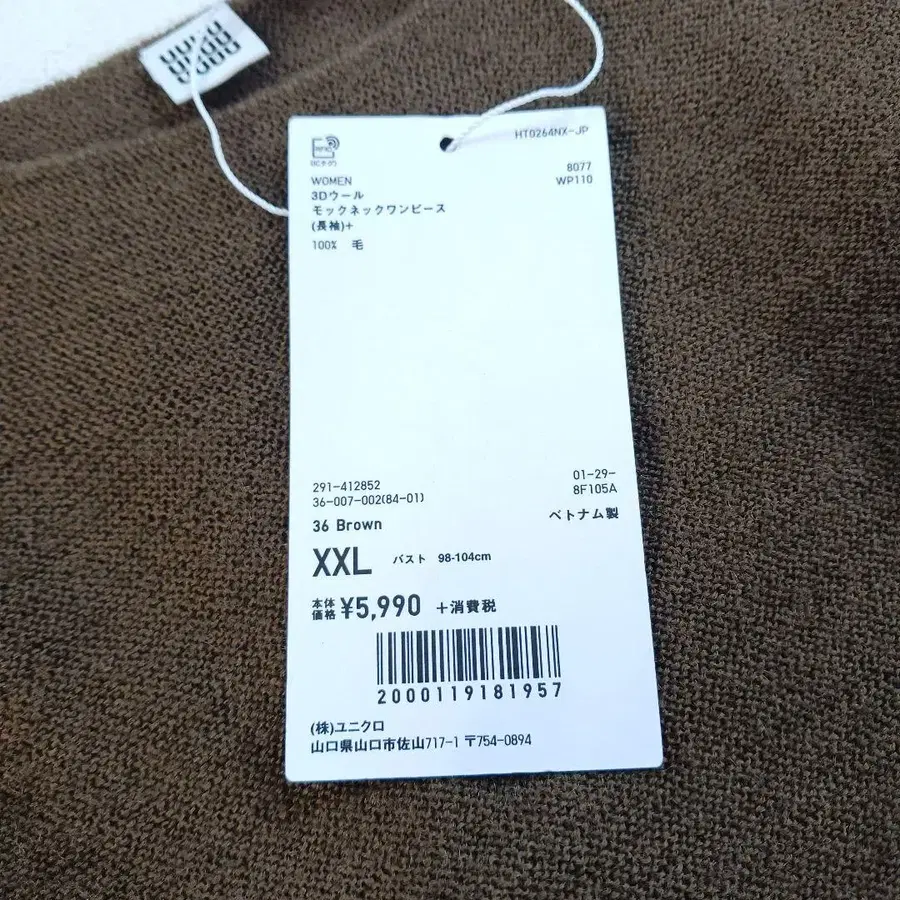 HT0264NX-JP
WOMEN 8077
3Dウール WP110
モックネックワンピース
(長袖)+
100% 毛
291-412852 01-29-
36-007-002(84-01) 8F105A
36 Brown ベトナム製
XXL バスト 98-104cm
本体価格 ¥5,990 +消費税
2000119181957
(株)ユニクロ
山口県山口市佐山717-1 〒754-0894